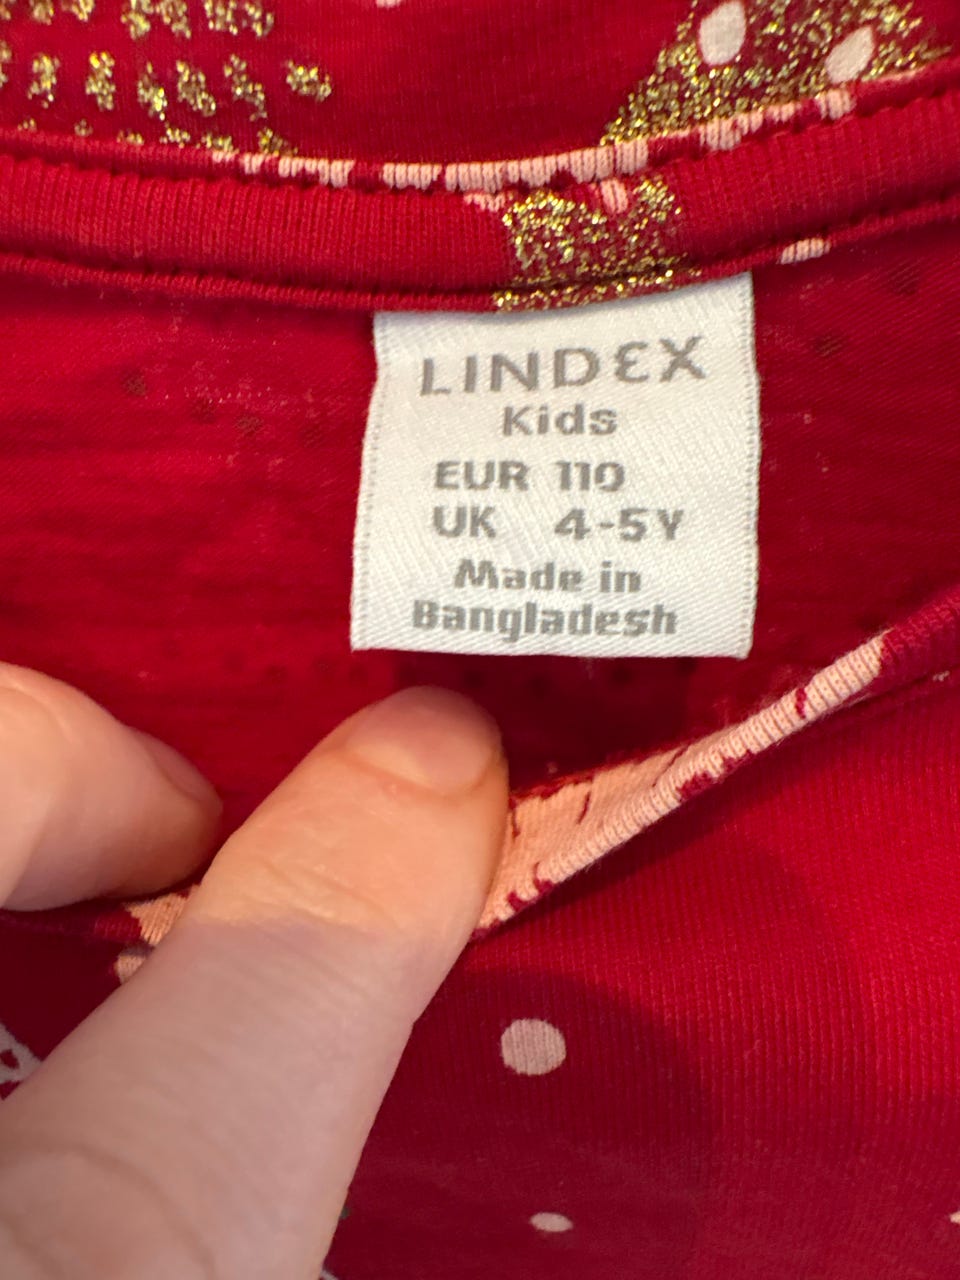 LINDEX
Kids
EUR 110
UK 4-5Y
Made in
Bangladesh